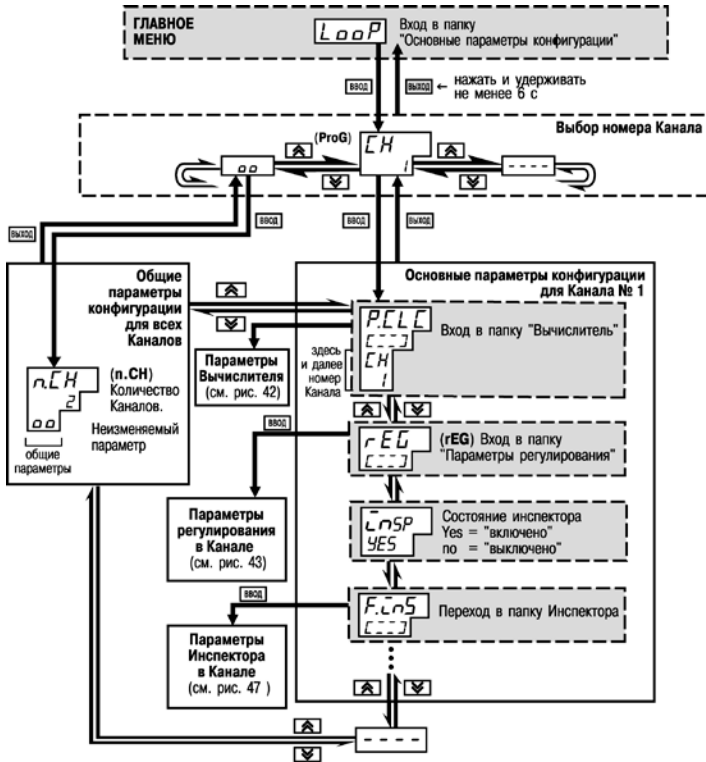 ГЛАВНОЕ
МЕНЮ
LooP
Вход в папку
"Основные параметры конфигурации"
ВВОД
ВЫХОД
← нажать и удерживать
не менее 6 с
Выбор номера Канала
(ProG)
CH
1
oo
- - - -
ВЫХОД
ВВОД
ВВОД
ВЫХОД
Общие
параметры
конфигурации
для всех
Каналов
n.CH
2
oo
(n.CH)
Количество
Каналов.
Неизменяемый
параметр
общие
параметры
Основные параметры конфигурации
для Канала № 1
P.CLC
[---]
CH
1
Вход в папку "Вычислитель"
здесь
и далее
номер
Канала
Параметры
Вычислителя
(см. рис. 42)
ВВОД
rEG
[---]
(rEG) Вход в папку
"Параметры регулирования"
Параметры
регулирования
в Канале
(см. рис. 43)
inSP
YES
Состояние инспектора
Yes = "включено"
no = "выключено"
ВВОД
F.inS
[---]
Переход в папку Инспектора
Параметры
Инспектора
в Канале
(см. рис. 47 )
- - - - -